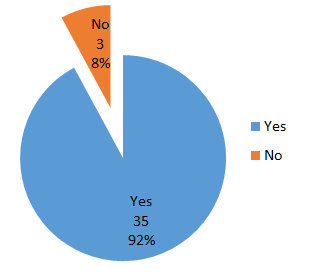 No
3
8%
Yes
35
92%
Yes
No